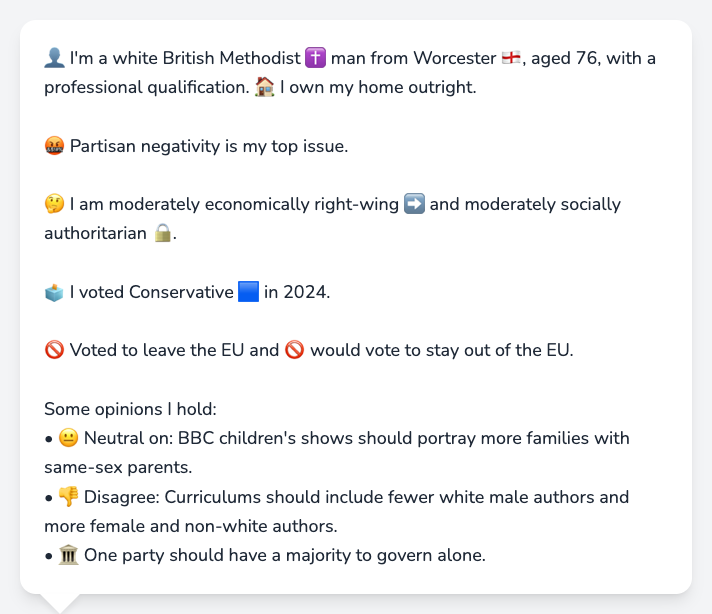 👤 I'm a white British Methodist ✝️ man from Worcester 🏴󠁧󠁢󠁥󠁮󠁧󠁿, aged 76, with a
professional qualification. 🏠 I own my home outright.
🤬 Partisan negativity is my top issue.
🤔 I am moderately economically right-wing ➡️ and moderately socially
authoritarian 🔒.
🗳️ I voted Conservative 🟦 in 2024.
🚫 Voted to leave the EU and 🚫 would vote to stay out of the EU.
Some opinions I hold:
• 😐 Neutral on: BBC children's shows should portray more families with
same-sex parents.
• 👎 Disagree: Curriculums should include fewer white male authors and
more female and non-white authors.
• 🏛️ One party should have a majority to govern alone.